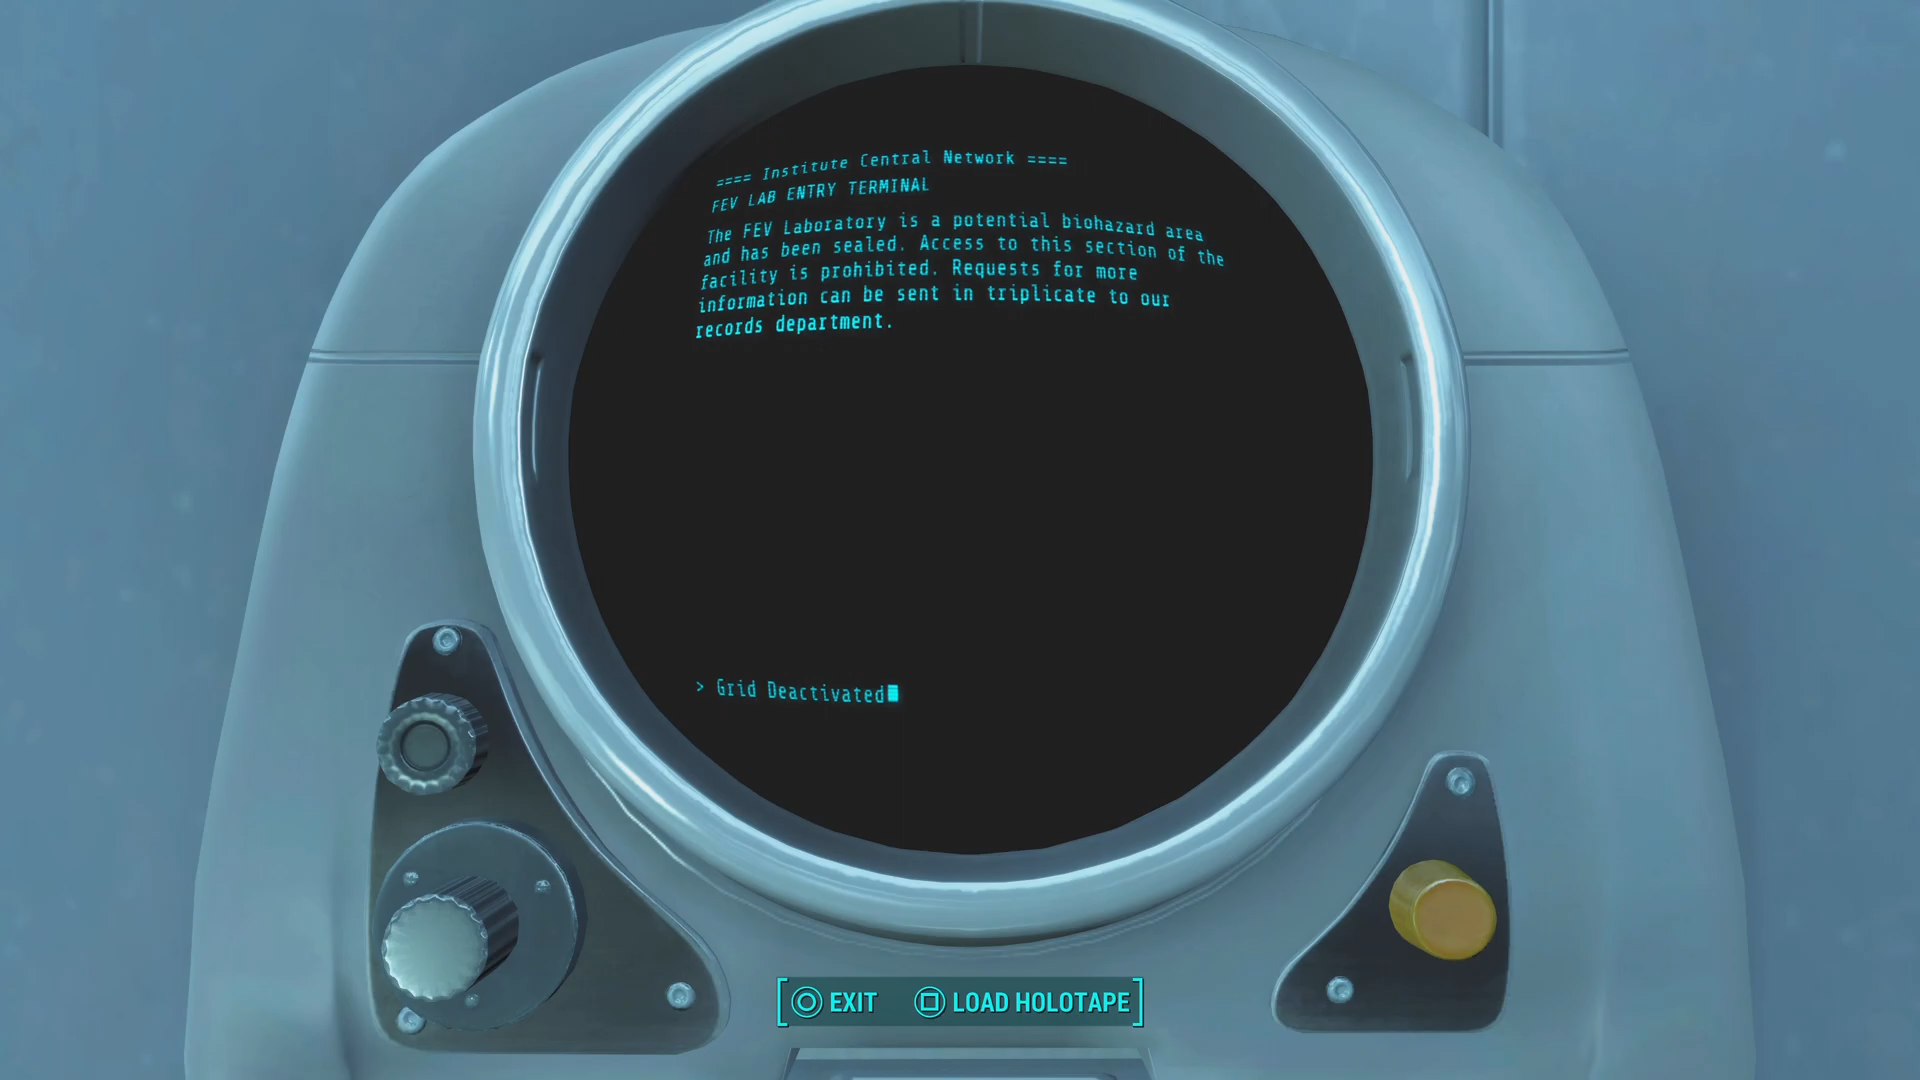 ==== Institute Central Network ====
FEV LAB ENTRY TERMINAL
The FEV Laboratory is a potential biohazard area
and has been sealed. Access to this section of the
facility is prohibited. Requests for more
information can be sent in triplicate to our
records department.
> Grid Deactivated
EXIT LOAD HOLOTAPE